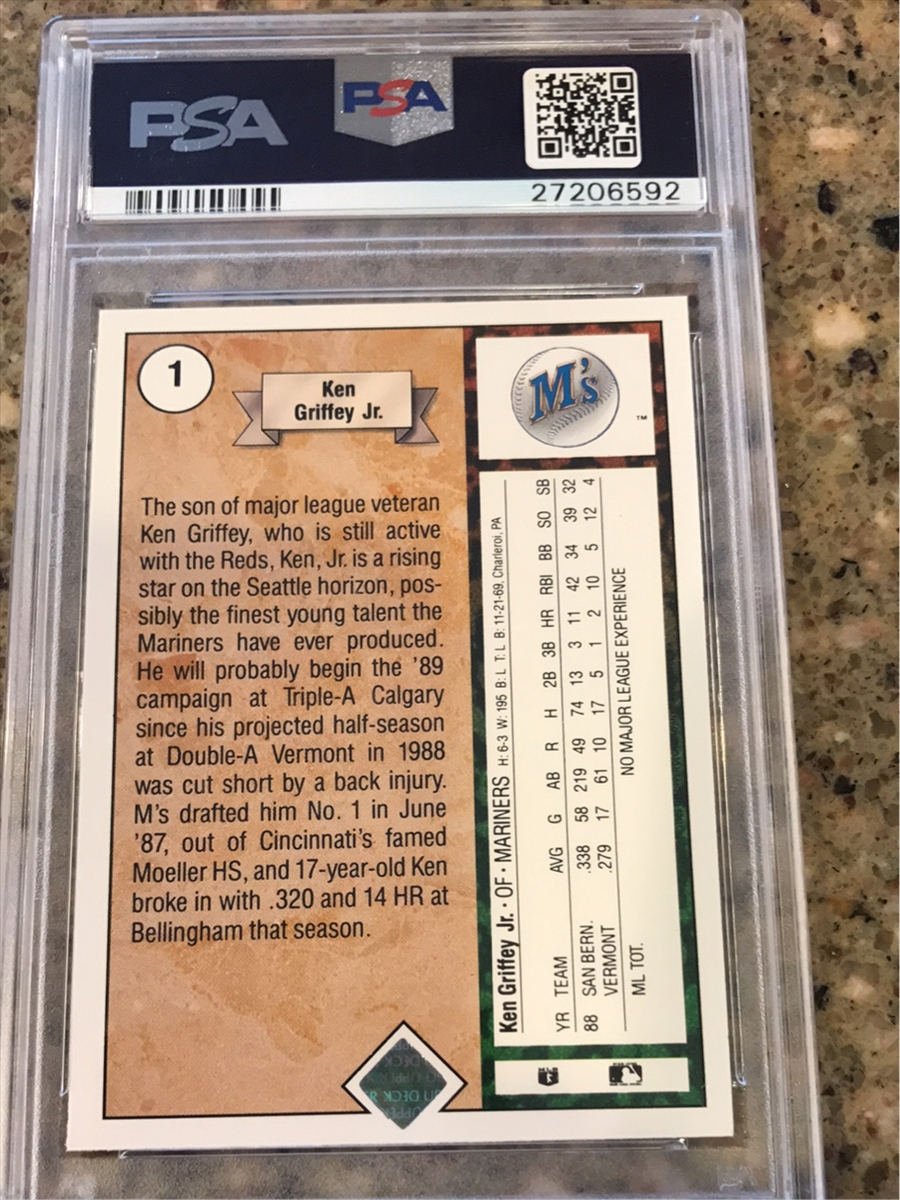 PSA
PSA
27206592
1
Ken
Griffey Jr.
M's
TM
The son of major league veteran
Ken Griffey, who is still active
with the Reds, Ken, Jr. is a rising
star on the Seattle horizon, pos-
sibly the finest young talent the
Mariners have ever produced.
He will probably begin the '89
campaign at Triple-A Calgary
since his projected half-season
at Double-A Vermont in 1988
was cut short by a back injury.
M's drafted him No. 1 in June
'87, out of Cincinnati's famed
Moeller HS, and 17-year-old Ken
broke in with .320 and 14 HR at
Bellingham that season.
Ken Griffey Jr. • OF • MARINERS H: 6-3 W: 195 B: L T: L B: 11-21-69, Charleroi, PA
YR TEAM AVG G AB R H 2B 3B HR RBI BB SO SB
88 SAN BERN. .338 58 219 49 74 13 3 11 42 34 39 32
VERMONT .279 17 61 10 17 5 1 2 10 5 12 4
ML TOT. NO MAJOR LEAGUE EXPERIENCE